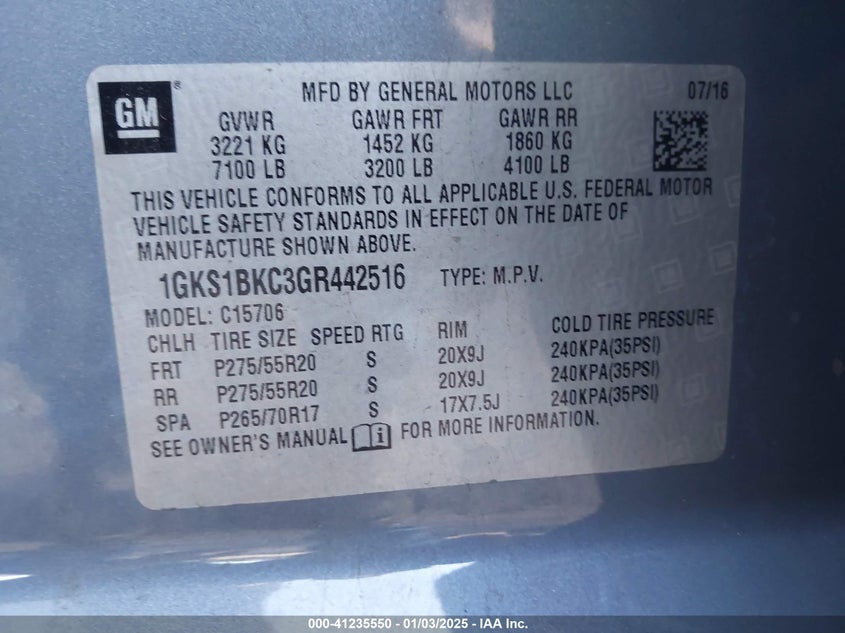 GM ®
MFD BY GENERAL MOTORS LLC 07/16
GVWR GAWR FRT GAWR RR
3221 KG 1452 KG 1860 KG
7100 LB 3200 LB 4100 LB
THIS VEHICLE CONFORMS TO ALL APPLICABLE U.S. FEDERAL MOTOR
VEHICLE SAFETY STANDARDS IN EFFECT ON THE DATE OF
MANUFACTURE SHOWN ABOVE.
1GKS1BKC3GR442516 TYPE: M.P.V.
MODEL: C15706
CHLH TIRE SIZE SPEED RTG RIM COLD TIRE PRESSURE
FRT P275/55R20 S 20X9J 240KPA(35PSI)
RR P275/55R20 S 20X9J 240KPA(35PSI)
SPA P265/70R17 S 17X7.5J 240KPA(35PSI)
SEE OWNER'S MANUAL FOR MORE INFORMATION.
000-41235550 - 01/03/2025 - IAA Inc.